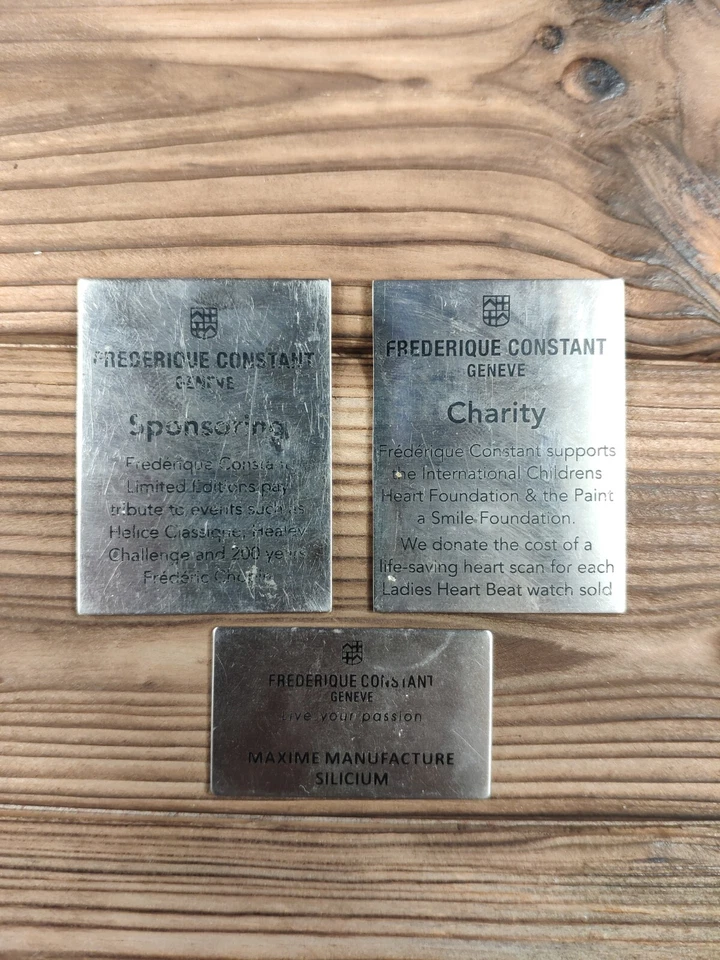 FREDERIQUE CONSTANT
GENEVE
Sponsoring
Frédérique Constant
Limited Editions pay
tribute to events such as
Helice Classique, Healey
Challenge and 200 years
Frédéric Chopin
FREDERIQUE CONSTANT
GENEVE
Charity
Frédérique Constant supports
the International Childrens
Heart Foundation & the Paint
a Smile Foundation.
We donate the cost of a
life-saving heart scan for each
Ladies Heart Beat watch sold
FREDERIQUE CONSTANT
GENEVE
Live your passion
MAXIME MANUFACTURE
SILICIUM